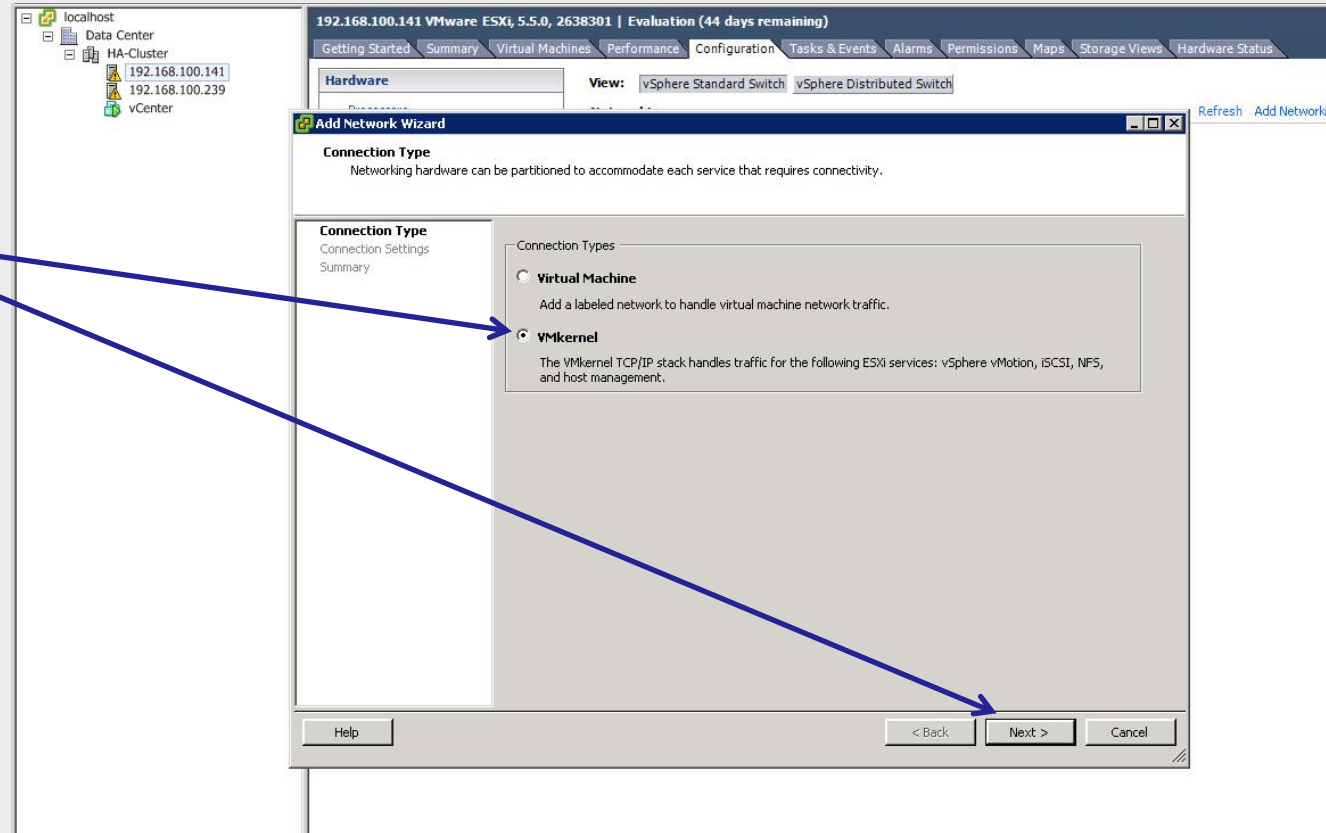 localhost
Data Center
HA-Cluster
192.168.100.141
192.168.100.239
vCenter
192.168.100.141 VMware ESXi, 5.5.0, 2638301 | Evaluation (44 days remaining)
Getting Started Summary Virtual Machines Performance Configuration Tasks & Events Alarms Permissions Maps Storage Views Hardware Status
Hardware
View: vSphere Standard Switch vSphere Distributed Switch
Refresh Add Network
Add Network Wizard
Connection Type
Networking hardware can be partitioned to accommodate each service that requires connectivity.
Connection Type
Connection Settings
Summary
Connection Types
Virtual Machine
Add a labeled network to handle virtual machine network traffic.
VMkernel
The VMkernel TCP/IP stack handles traffic for the following ESXi services: vSphere vMotion, iSCSI, NFS,
and host management.
Help
< Back Next > Cancel